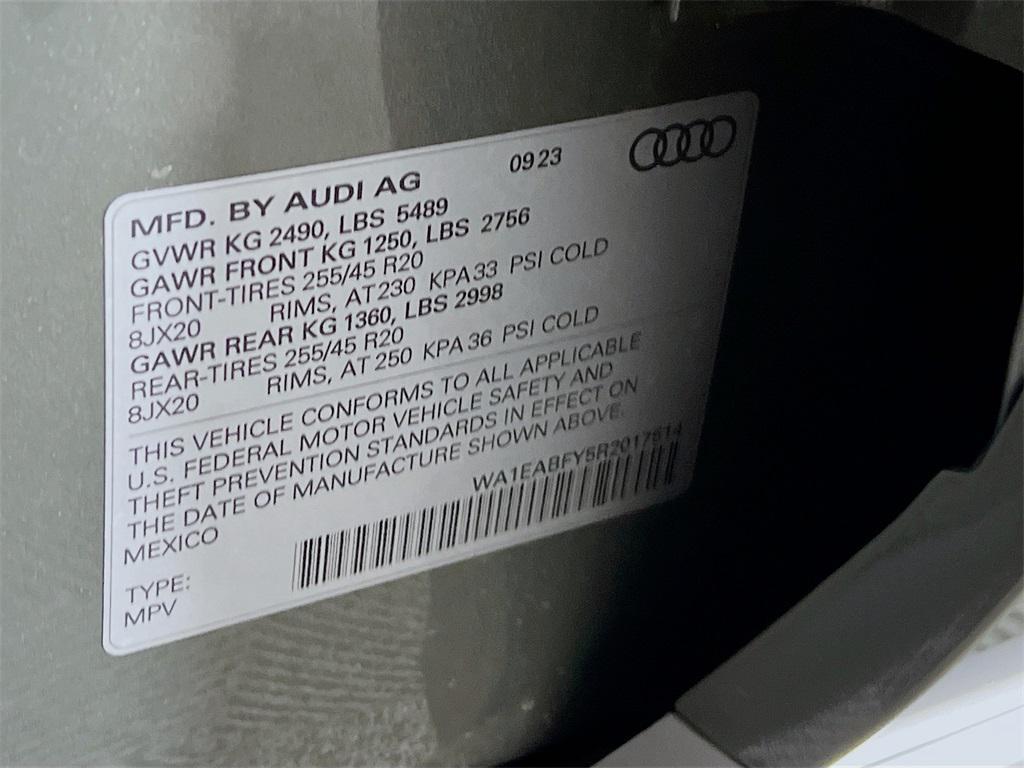 09 23
MFD. BY AUDI AG
GVWR KG 2490, LBS 5489
GAWR FRONT KG 1250, LBS 2756
FRONT-TIRES 255/45 R20
8JX20 RIMS, AT 230 KPA 33 PSI COLD
GAWR REAR KG 1360, LBS 2998
REAR-TIRES 255/45 R20
8JX20 RIMS, AT 250 KPA 36 PSI COLD
THIS VEHICLE CONFORMS TO ALL APPLICABLE
U.S. FEDERAL MOTOR VEHICLE SAFETY AND
THEFT PREVENTION STANDARDS IN EFFECT ON
THE DATE OF MANUFACTURE SHOWN ABOVE.
MEXICO
WA1EABFY5R2017514
TYPE:
MPV